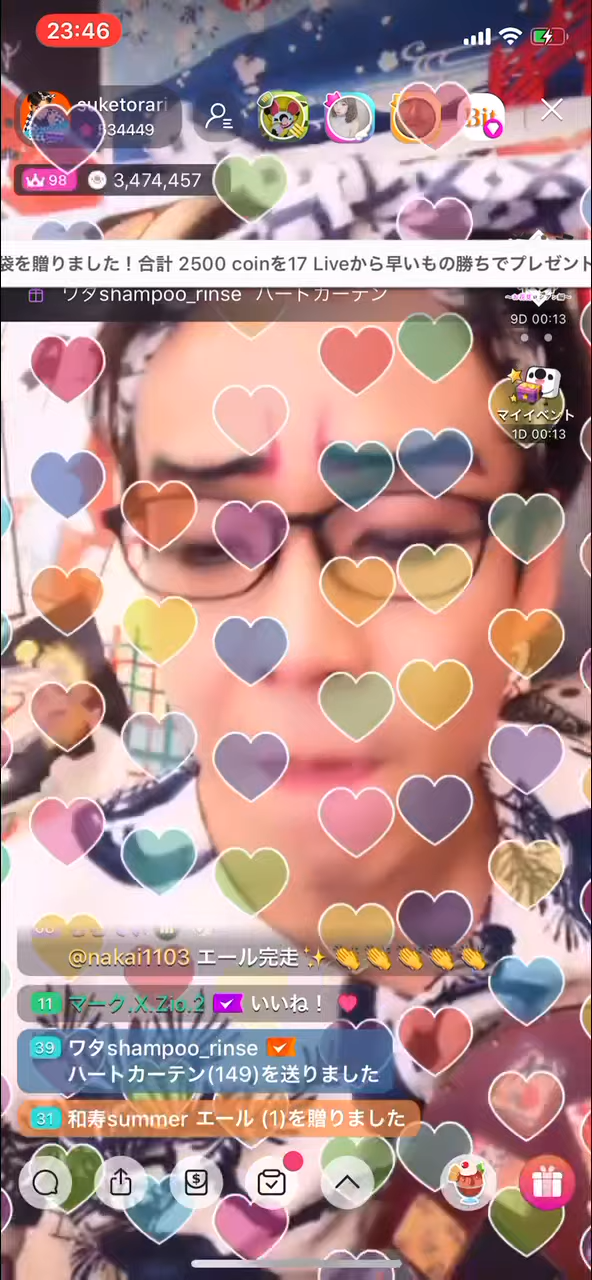 23:46
suketorari
534449
Bit
98 3,474,457
袋を贈りました！合計 2500 coinを17 Liveから早いもの勝ちでプレゼント
ワタshampoo_rinse ハートカーテン
9D 00:13
マイイベント
1D 00:13
@nakai1103 エール完走✨👏👏👏👏👏
11 マーク.X.Zio.2 いいね！
39 ワタshampoo_rinse
ハートカーテン(149)を送りました
31 和寿summer エール (1)を贈りました